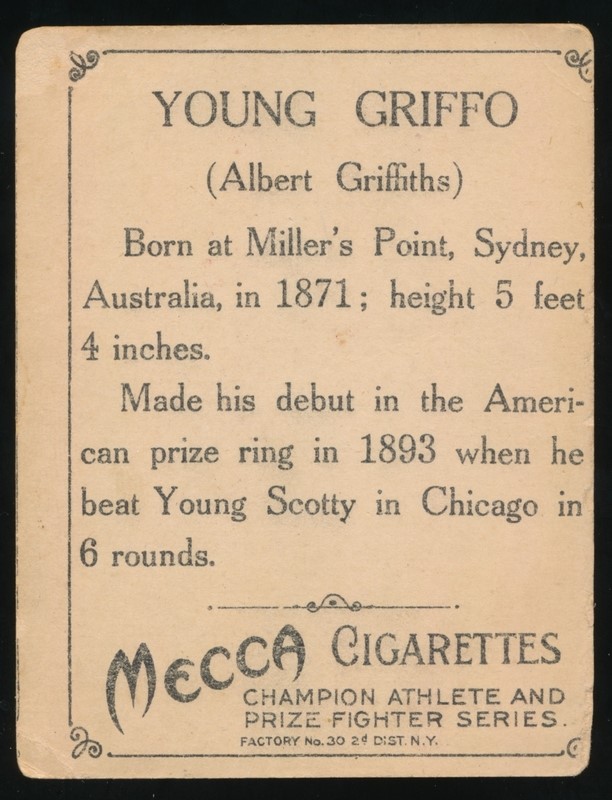 YOUNG GRIFFO
(Albert Griffiths)
Born at Miller's Point, Sydney,
Australia, in 1871; height 5 feet
4 inches.
Made his debut in the Ameri-
can prize ring in 1893 when he
beat Young Scotty in Chicago in
6 rounds.
MECCA CIGARETTES
CHAMPION ATHLETE AND
PRIZE FIGHTER SERIES.
FACTORY No. 30 2d DIST. N.Y.